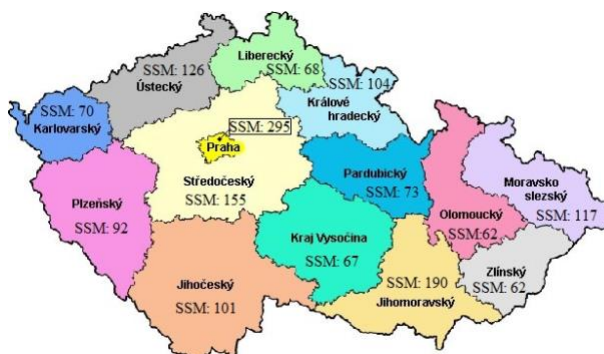 Liberecký
SSM: 68
SSM: 126
Ústecký
SSM: 104
Králové
hradecký
SSM: 70
Karlovarský
SSM: 295
Praha
Středočeský
SSM: 155
Pardubický
SSM: 73
Moravsko
slezský
SSM: 117
Plzeňský
SSM: 92
Olomoucký
SSM:62
Kraj Vysočina
SSM: 67
Zlínský
SSM: 62
Jihočeský
SSM: 101
SSM: 190
Jihomoravský